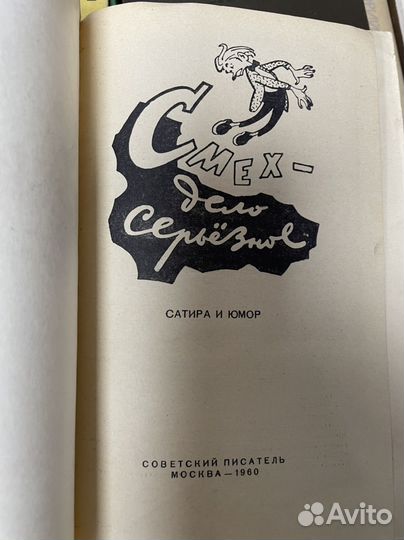 Смех-
дело
серьёзное
САТИРА И ЮМОР
СОВЕТСКИЙ ПИСАТЕЛЬ
МОСКВА—1960
Avito